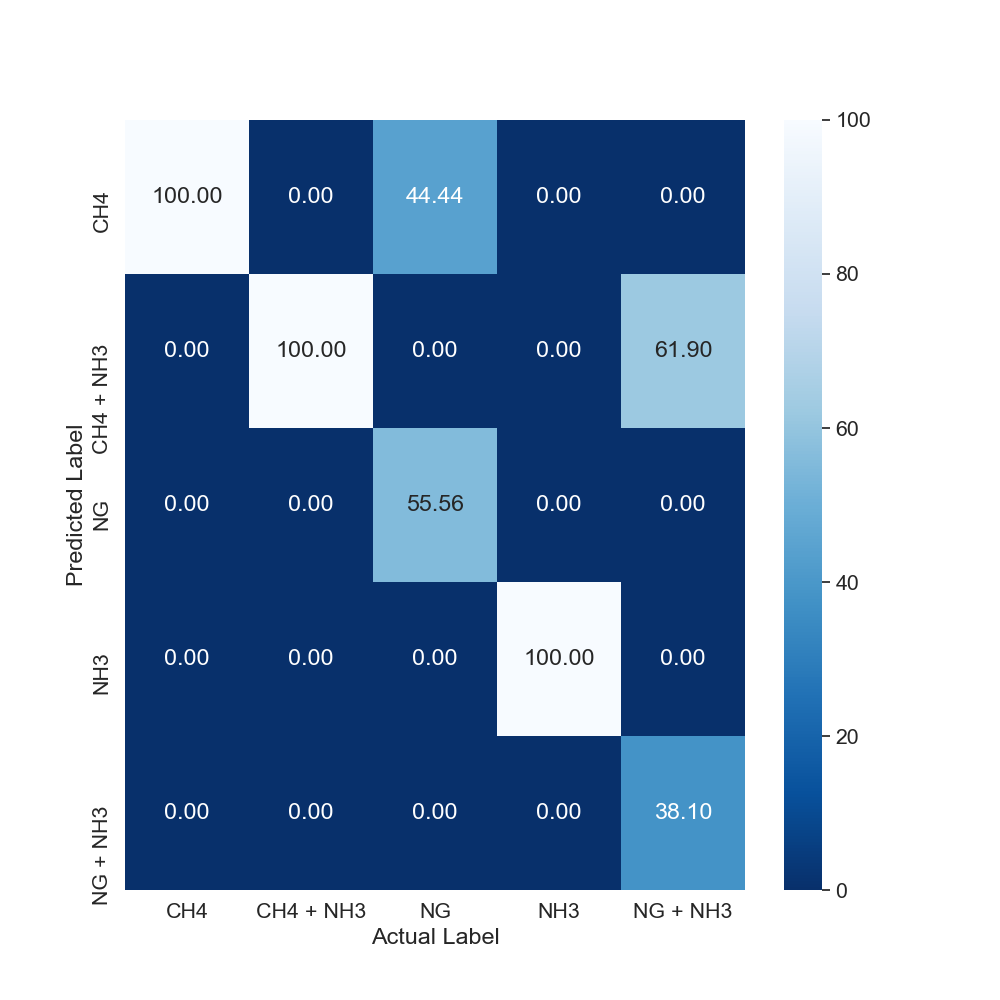 100
CH4 100.00 0.00 44.44 0.00 0.00
80
CH4 + NH3 0.00 100.00 0.00 0.00 61.90
60
Predicted Label
NG 0.00 0.00 55.56 0.00 0.00
40
NH3 0.00 0.00 0.00 100.00 0.00
20
NG + NH3 0.00 0.00 0.00 0.00 38.10
0
CH4 CH4 + NH3 NG NH3 NG + NH3
Actual Label